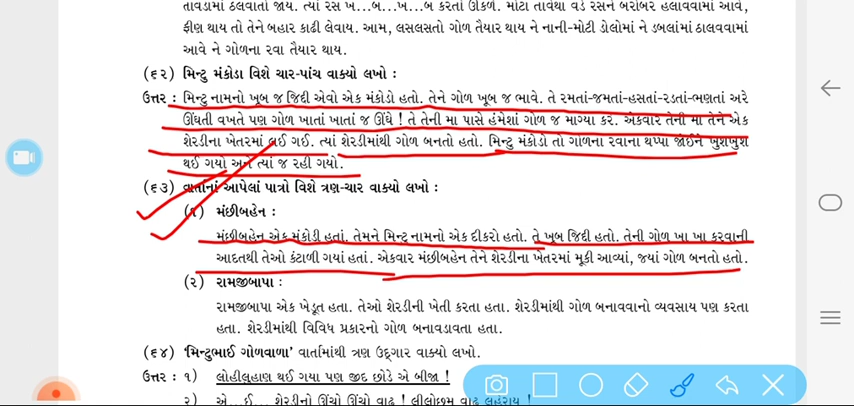 તાવડામાં ઠલવાતો જાય. ત્યાં રસ ખ...બ...ખ...બ કરતો ઊકળે. મોટા તાવેથા વડે રસને બરોબર હલાવવામાં આવે,
ફીણ થાય તો તેને બહાર કાઢી લેવાય. આમ, લસલસતો ગોળ તૈયાર થાય ને નાની-મોટી ડોલોમાં ને ડબલાંમાં ઠાલવવામાં
આવે ને ગોળના રવા તૈયાર થાય.
(૬૨) મિન્ટુ મંકોડા વિશે ચાર-પાંચ વાક્યો લખો :
ઉત્તર : મિન્ટુ નામનો ખૂબ જ જિદ્દી એવો એક મંકોડો હતો. તેને ગોળ ખૂબ જ ભાવે. તે રમતાં-જમતાં-હસતાં-રડતાં-ભણતાં અરે
ઊંઘતી વખતે પણ ગોળ ખાતાં ખાતાં જ ઊંઘે ! તે તેની મા પાસે હંમેશાં ગોળ જ માગ્યા કરે. એકવાર તેની મા તેને એક
શેરડીના ખેતરમાં લઈ ગઈ. ત્યાં શેરડીમાંથી ગોળ બનતો હતો. મિન્ટુ મંકોડો તો ગોળના રવાના થપ્પા જોઈને ખુશખુશ
થઈ ગયો અને ત્યાં જ રહી ગયો.
(૬૩) વાર્તાનાં આપેલાં પાત્રો વિશે ત્રણ-ચાર વાક્યો લખો :
(૧) મંછીબહેન :
મંછીબહેન એક મંકોડી હતાં. તેમને મિન્ટુ નામનો એક દીકરો હતો. તે ખૂબ જિદ્દી હતો. તેની ગોળ ખા ખા કરવાની
આદતથી તેઓ કંટાળી ગયાં હતાં. એકવાર મંછીબહેન તેને શેરડીના ખેતરમાં મૂકી આવ્યાં, જ્યાં ગોળ બનતો હતો.
(૨) રામજીબાપા :
રામજીબાપા એક ખેડૂત હતા. તેઓ શેરડીની ખેતી કરતા હતા. શેરડીમાંથી ગોળ બનાવવાનો વ્યવસાય પણ કરતા
હતા. શેરડીમાંથી વિવિધ પ્રકારનો ગોળ બનાવડાવતા હતા.
(૬૪) 'મિન્ટુભાઈ ગોળવાળા' વાર્તામાંથી ત્રણ ઉદ્‌ગાર વાક્યો લખો.
ઉત્તર : ૧) લોહીલુહાણ થઈ ગયા પણ જીદ છોડે એ બીજા !
૨) એ...ઈ... શેરડીનો ઊંચો ઊંચો વાઢ ! લીલોછમ વાઢ લહેરાય !